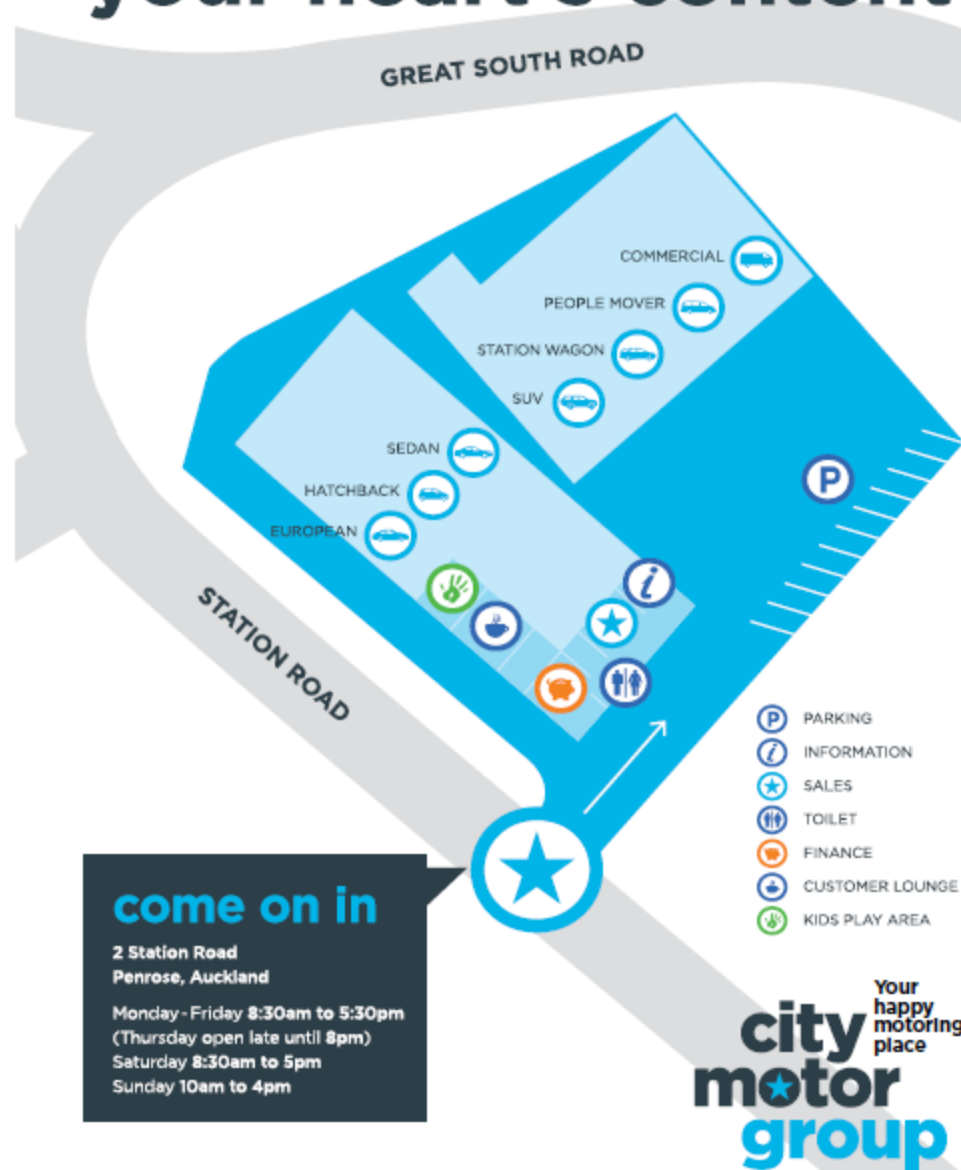 your heart's content
GREAT SOUTH ROAD
COMMERCIAL
PEOPLE MOVER
STATION WAGON
SUV
SEDAN
HATCHBACK
EUROPEAN
P
i
STATION ROAD
P PARKING
i INFORMATION
SALES
TOILET
FINANCE
CUSTOMER LOUNGE
KIDS PLAY AREA
come on in
2 Station Road
Penrose, Auckland
Monday - Friday 8:30am to 5:30pm
(Thursday open late until 8pm)
Saturday 8:30am to 5pm
Sunday 10am to 4pm
city
motor
group
Your
happy
motoring
place